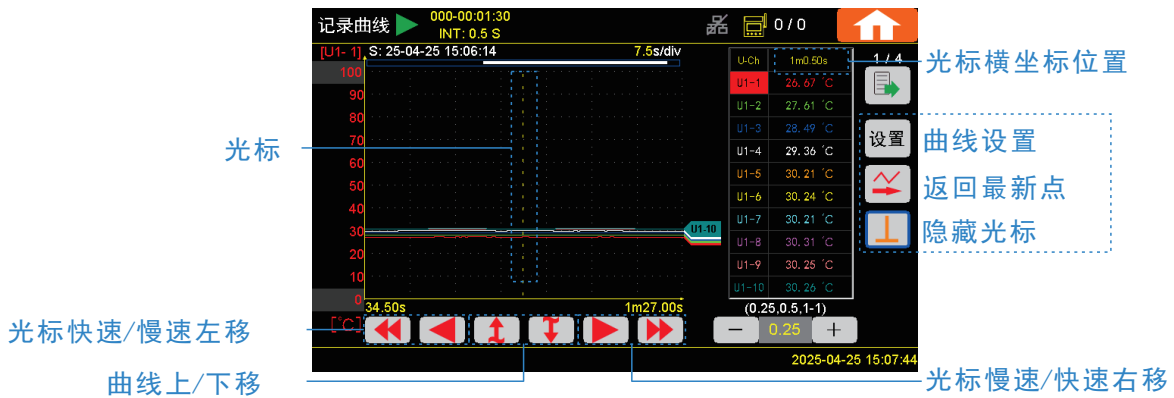 记录曲线 000-00:01:30 INT: 0.5 S 0 / 0
[U1- 1] S: 25-04-25 15:06:14 7.5s/div
U-Ch 1m0.50s 1 / 4 光标横坐标位置
100 U1-1 26.67 °C
90 U1-2 27.61 °C
80 U1-3 28.49 °C
70 U1-4 29.36 °C 设置 曲线设置
光标
60 U1-5 30.21 °C
50 U1-6 30.24 °C 返回最新点
40 U1-7 30.21 °C
30 U1-10 U1-8 30.31 °C 隐藏光标
20 U1-9 30.25 °C
10 U1-10 30.26 °C
0 34.50s 1m27.00s (0.25,0.5,1-1)
[°C] － 0.25 ＋
光标快速/慢速左移
2025-04-25 15:07:44
曲线上/下移 光标慢速/快速右移